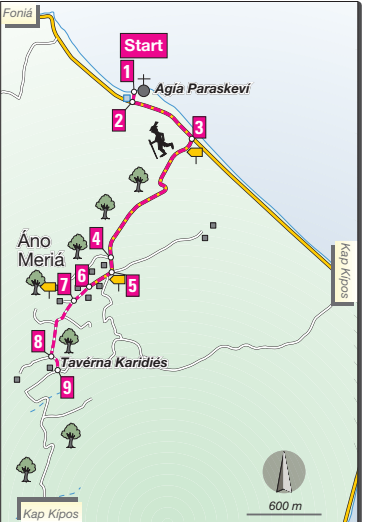 Foniá
Start
1
Agía Paraskeví
2
3
Áno
Meriá
4
6
5
7
Kap Kípos
8
Tavérna Karidiés
9
600 m
Kap Kípos